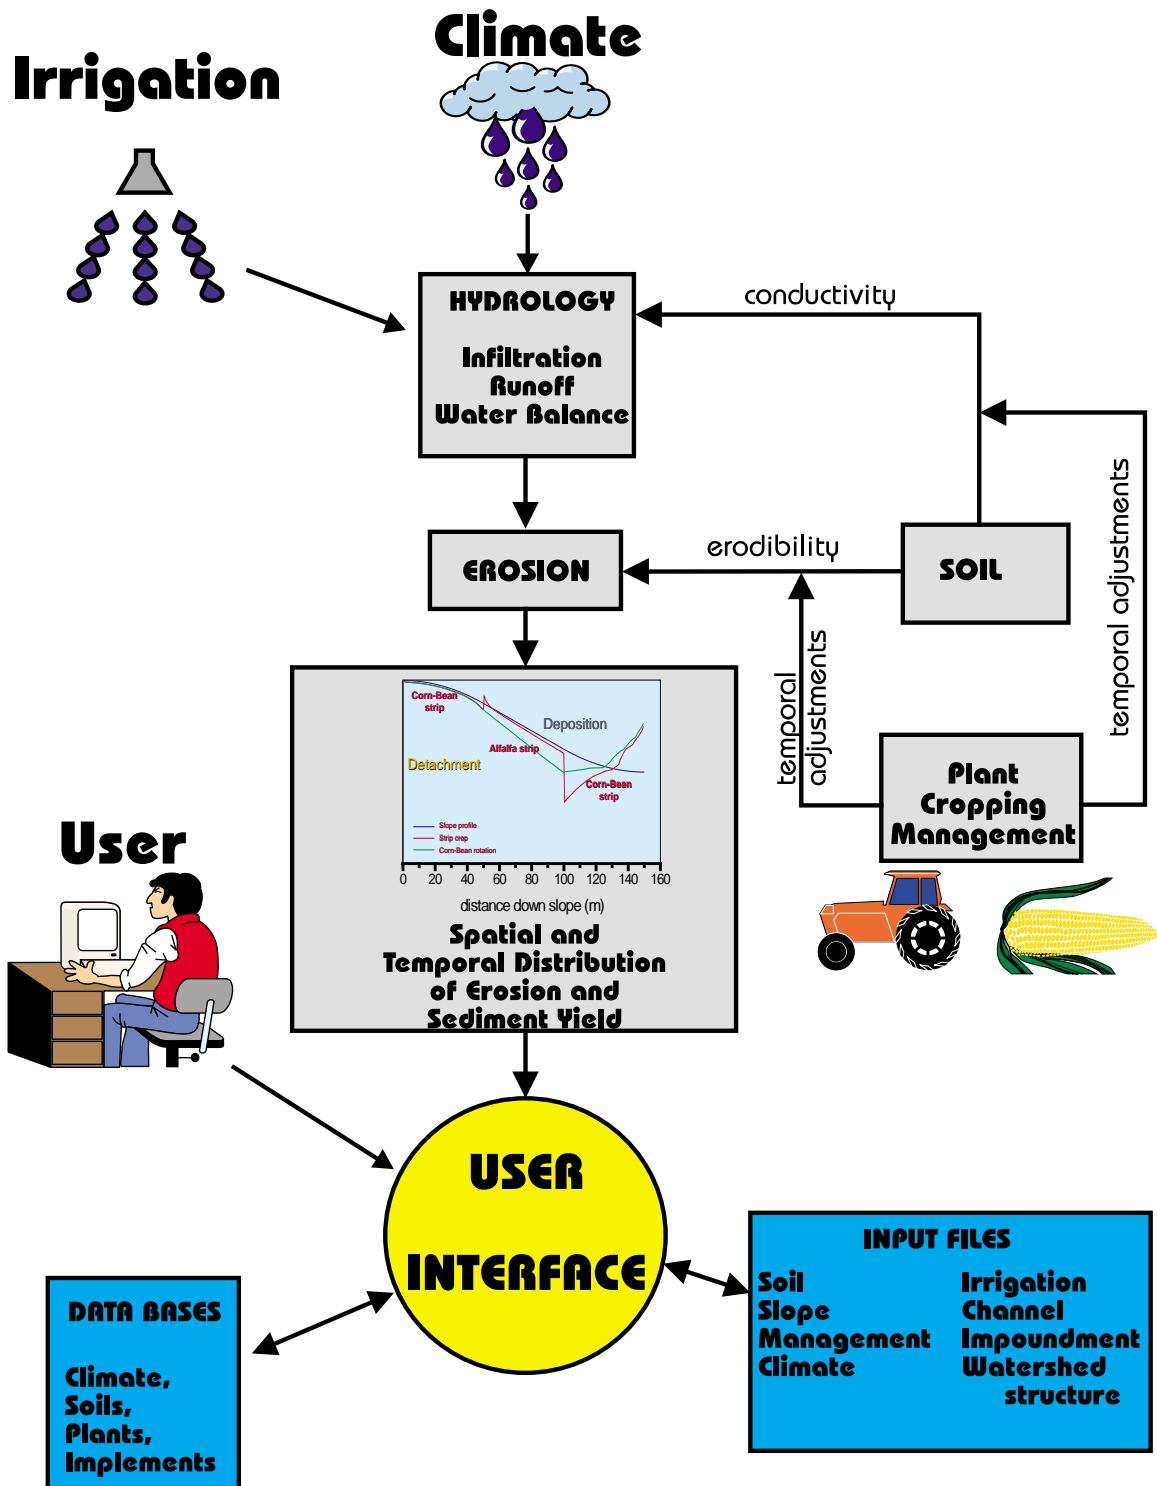 Climate
Irrigation
HYDROLOGY
Infiltration
Runoff
Water Balance
conductivity
temporal adjustments
erodibility
EROSION
SOIL
temporal
adjustments
Plant
Cropping
Management
Corn-Bean
strip
Deposition
Alfalfa strip
Detachment
Corn-Bean
strip
Slope profile
Strip crop
Corn-Bean rotation
0 20 40 60 80 100 120 140 160
distance down slope (m)
Spatial and
Temporal Distribution
of Erosion and
Sediment Yield
User
USER
INTERFACE
INPUT FILES
Soil
Slope
Management
Climate
Irrigation
Channel
Impoundment
Watershed
structure
DATA BASES
Climate,
Soils,
Plants,
Implements